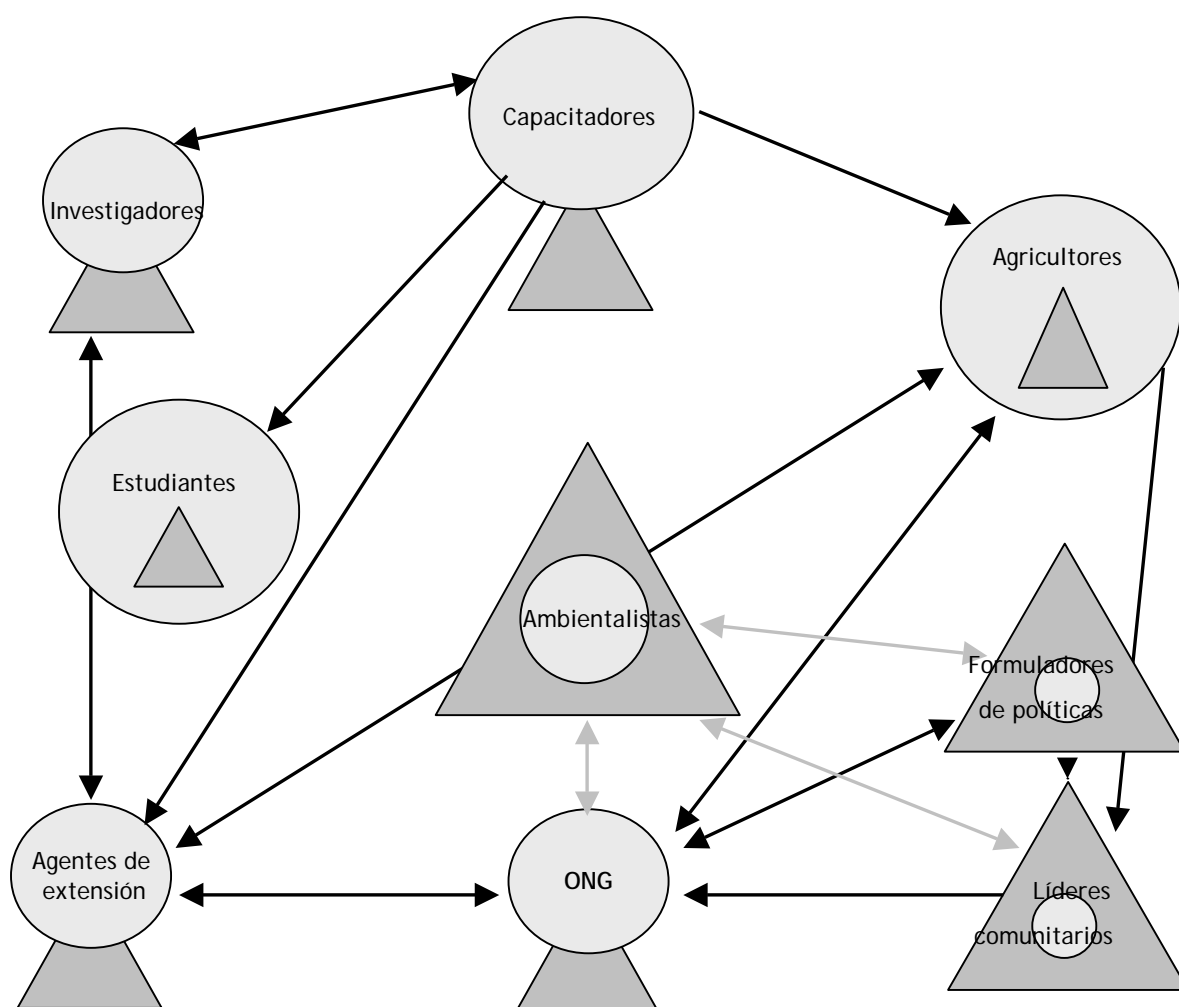 Capacitadores
Investigadores
Agricultores
Estudiantes
Ambientalistas
Formuladores
de políticas
Agentes de
extensión
ONG
Líderes
comunitarios